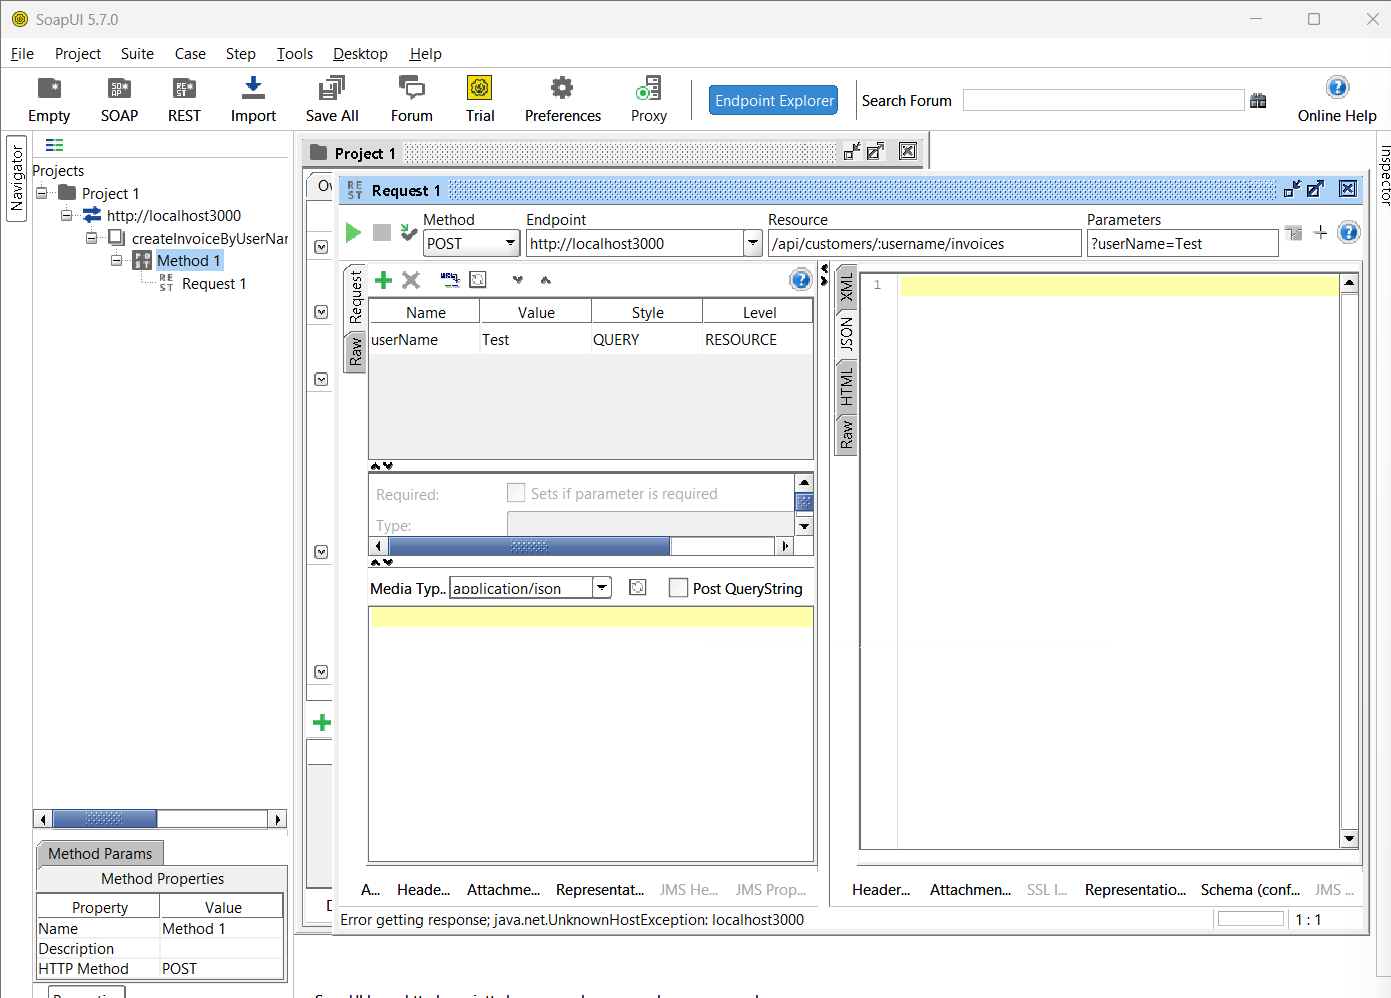 SoapUI 5.7.0
File Project Suite Case Step Tools Desktop Help
Empty SOAP REST Import Save All Forum Trial Preferences Proxy Endpoint Explorer Search Forum Online Help
Navigator
Inspector
Projects
Project 1
http://localhost3000
createInvoiceByUserNar
Method 1
REST Request 1
Project 1
REST Request 1
Method Endpoint Resource Parameters
POST http://localhost3000 /api/customers/:username/invoices ?userName=Test
Request
Raw
Name Value Style Level
userName Test QUERY RESOURCE
Required: Sets if parameter is required
Type:
Media Typ.. application/json Post QueryString
XML
JSON
HTML
Raw
1
A... Heade... Attachme... Representat... JMS He... JMS Prop...
Header... Attachmen... SSL I... Representatio... Schema (conf... JMS ...
Error getting response; java.net.UnknownHostException: localhost3000
1 : 1
Method Params
Method Properties
Property Value
Name Method 1
Description
HTTP Method POST